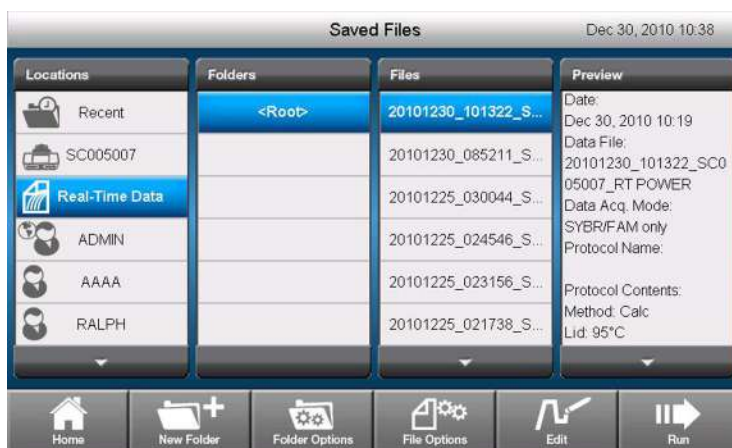 Saved Files
Dec 30, 2010 10:38
Locations
Recent
SC005007
Real-Time Data
ADMIN
AAAA
RALPH
Folders
<Root>
Files
20101230_101322_S...
20101230_085211_S...
20101225_030044_S...
20101225_024546_S...
20101225_023156_S...
20101225_021738_S...
Preview
Date:
Dec 30, 2010 10:19
Data File:
20101230_101322_SC0
05007_RT POWER
Data Acq. Mode:
SYBR/FAM only
Protocol Name:
Protocol Contents:
Method: Calc
Lid: 95°C
Home
New Folder
Folder Options
File Options
Edit
Run